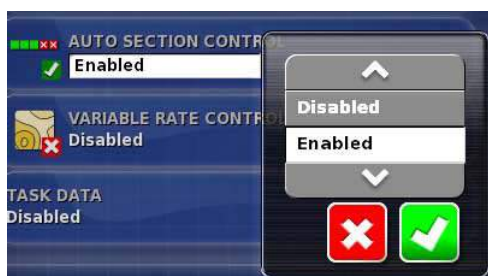 AUTO SECTION CONTROL
Enabled
VARIABLE RATE CONTROL
Disabled
TASK DATA
Disabled
Disabled
Enabled